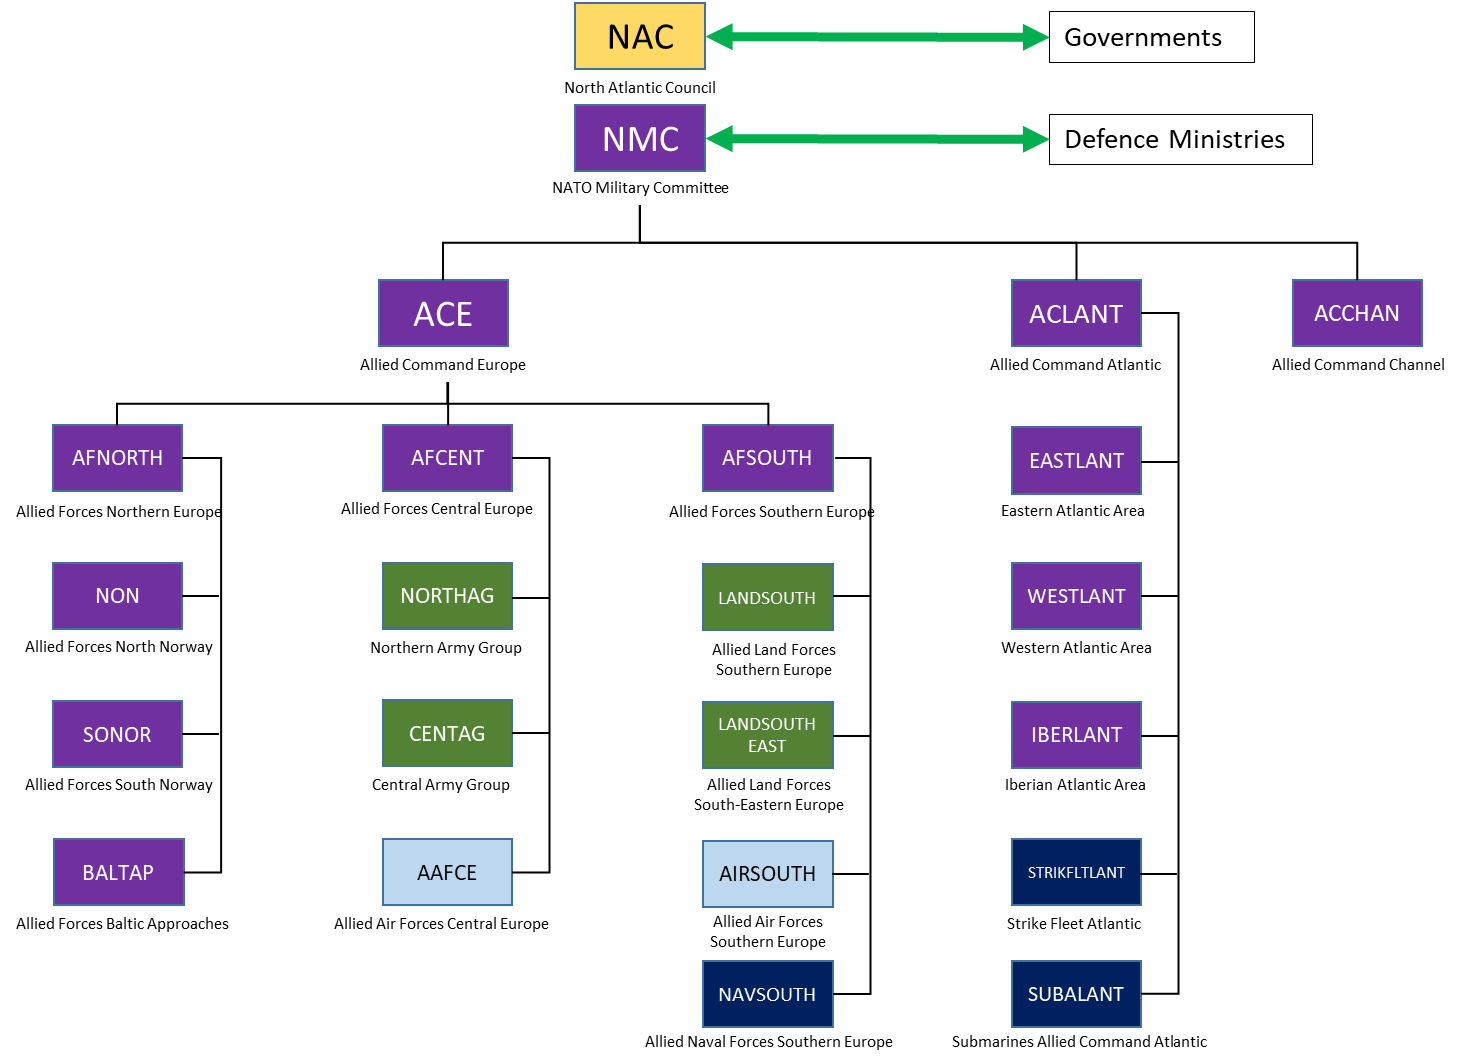 NAC
Governments
North Atlantic Council
NMC
Defence Ministries
NATO Military Committee
ACE
ACLANT
ACCHAN
Allied Command Europe
Allied Command Atlantic
Allied Command Channel
AFNORTH
AFCENT
AFSOUTH
EASTLANT
Allied Forces Northern Europe
Allied Forces Central Europe
Allied Forces Southern Europe
Eastern Atlantic Area
NON
NORTHAG
LANDSOUTH
WESTLANT
Allied Forces North Norway
Northern Army Group
Allied Land Forces
Southern Europe
Western Atlantic Area
SONOR
CENTAG
LANDSOUTH
EAST
IBERLANT
Allied Forces South Norway
Central Army Group
Allied Land Forces
South-Eastern Europe
Iberian Atlantic Area
BALTAP
AAFCE
AIRSOUTH
STRIKFLTLANT
Allied Forces Baltic Approaches
Allied Air Forces Central Europe
Allied Air Forces
Southern Europe
Strike Fleet Atlantic
NAVSOUTH
SUBALANT
Allied Naval Forces Southern Europe
Submarines Allied Command Atlantic